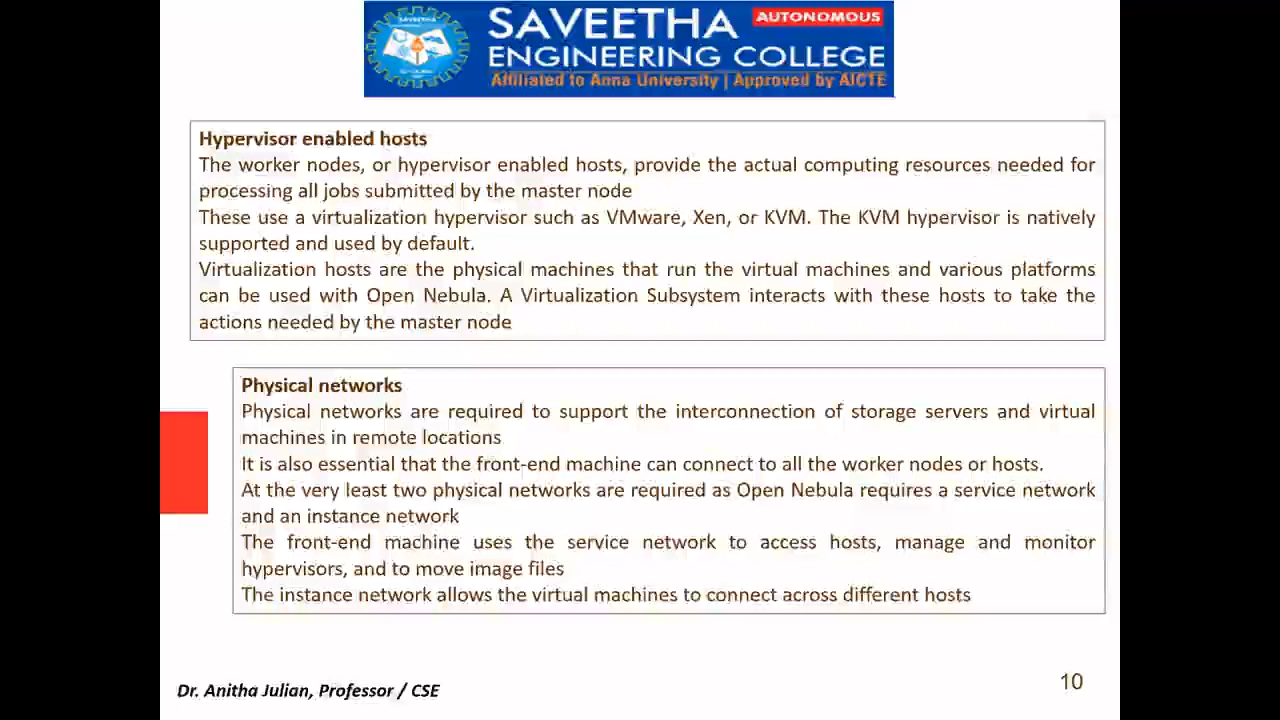 SAVEETHA
SAVEETHA
AUTONOMOUS
ENGINEERING COLLEGE
Affiliated to Anna University | Approved by AICTE
Hypervisor enabled hosts
The worker nodes, or hypervisor enabled hosts, provide the actual computing resources needed for
processing all jobs submitted by the master node
These use a virtualization hypervisor such as VMware, Xen, or KVM. The KVM hypervisor is natively
supported and used by default.
Virtualization hosts are the physical machines that run the virtual machines and various platforms
can be used with Open Nebula. A Virtualization Subsystem interacts with these hosts to take the
actions needed by the master node
Physical networks
Physical networks are required to support the interconnection of storage servers and virtual
machines in remote locations
It is also essential that the front-end machine can connect to all the worker nodes or hosts.
At the very least two physical networks are required as Open Nebula requires a service network
and an instance network
The front-end machine uses the service network to access hosts, manage and monitor
hypervisors, and to move image files
The instance network allows the virtual machines to connect across different hosts
Dr. Anitha Julian, Professor / CSE
10